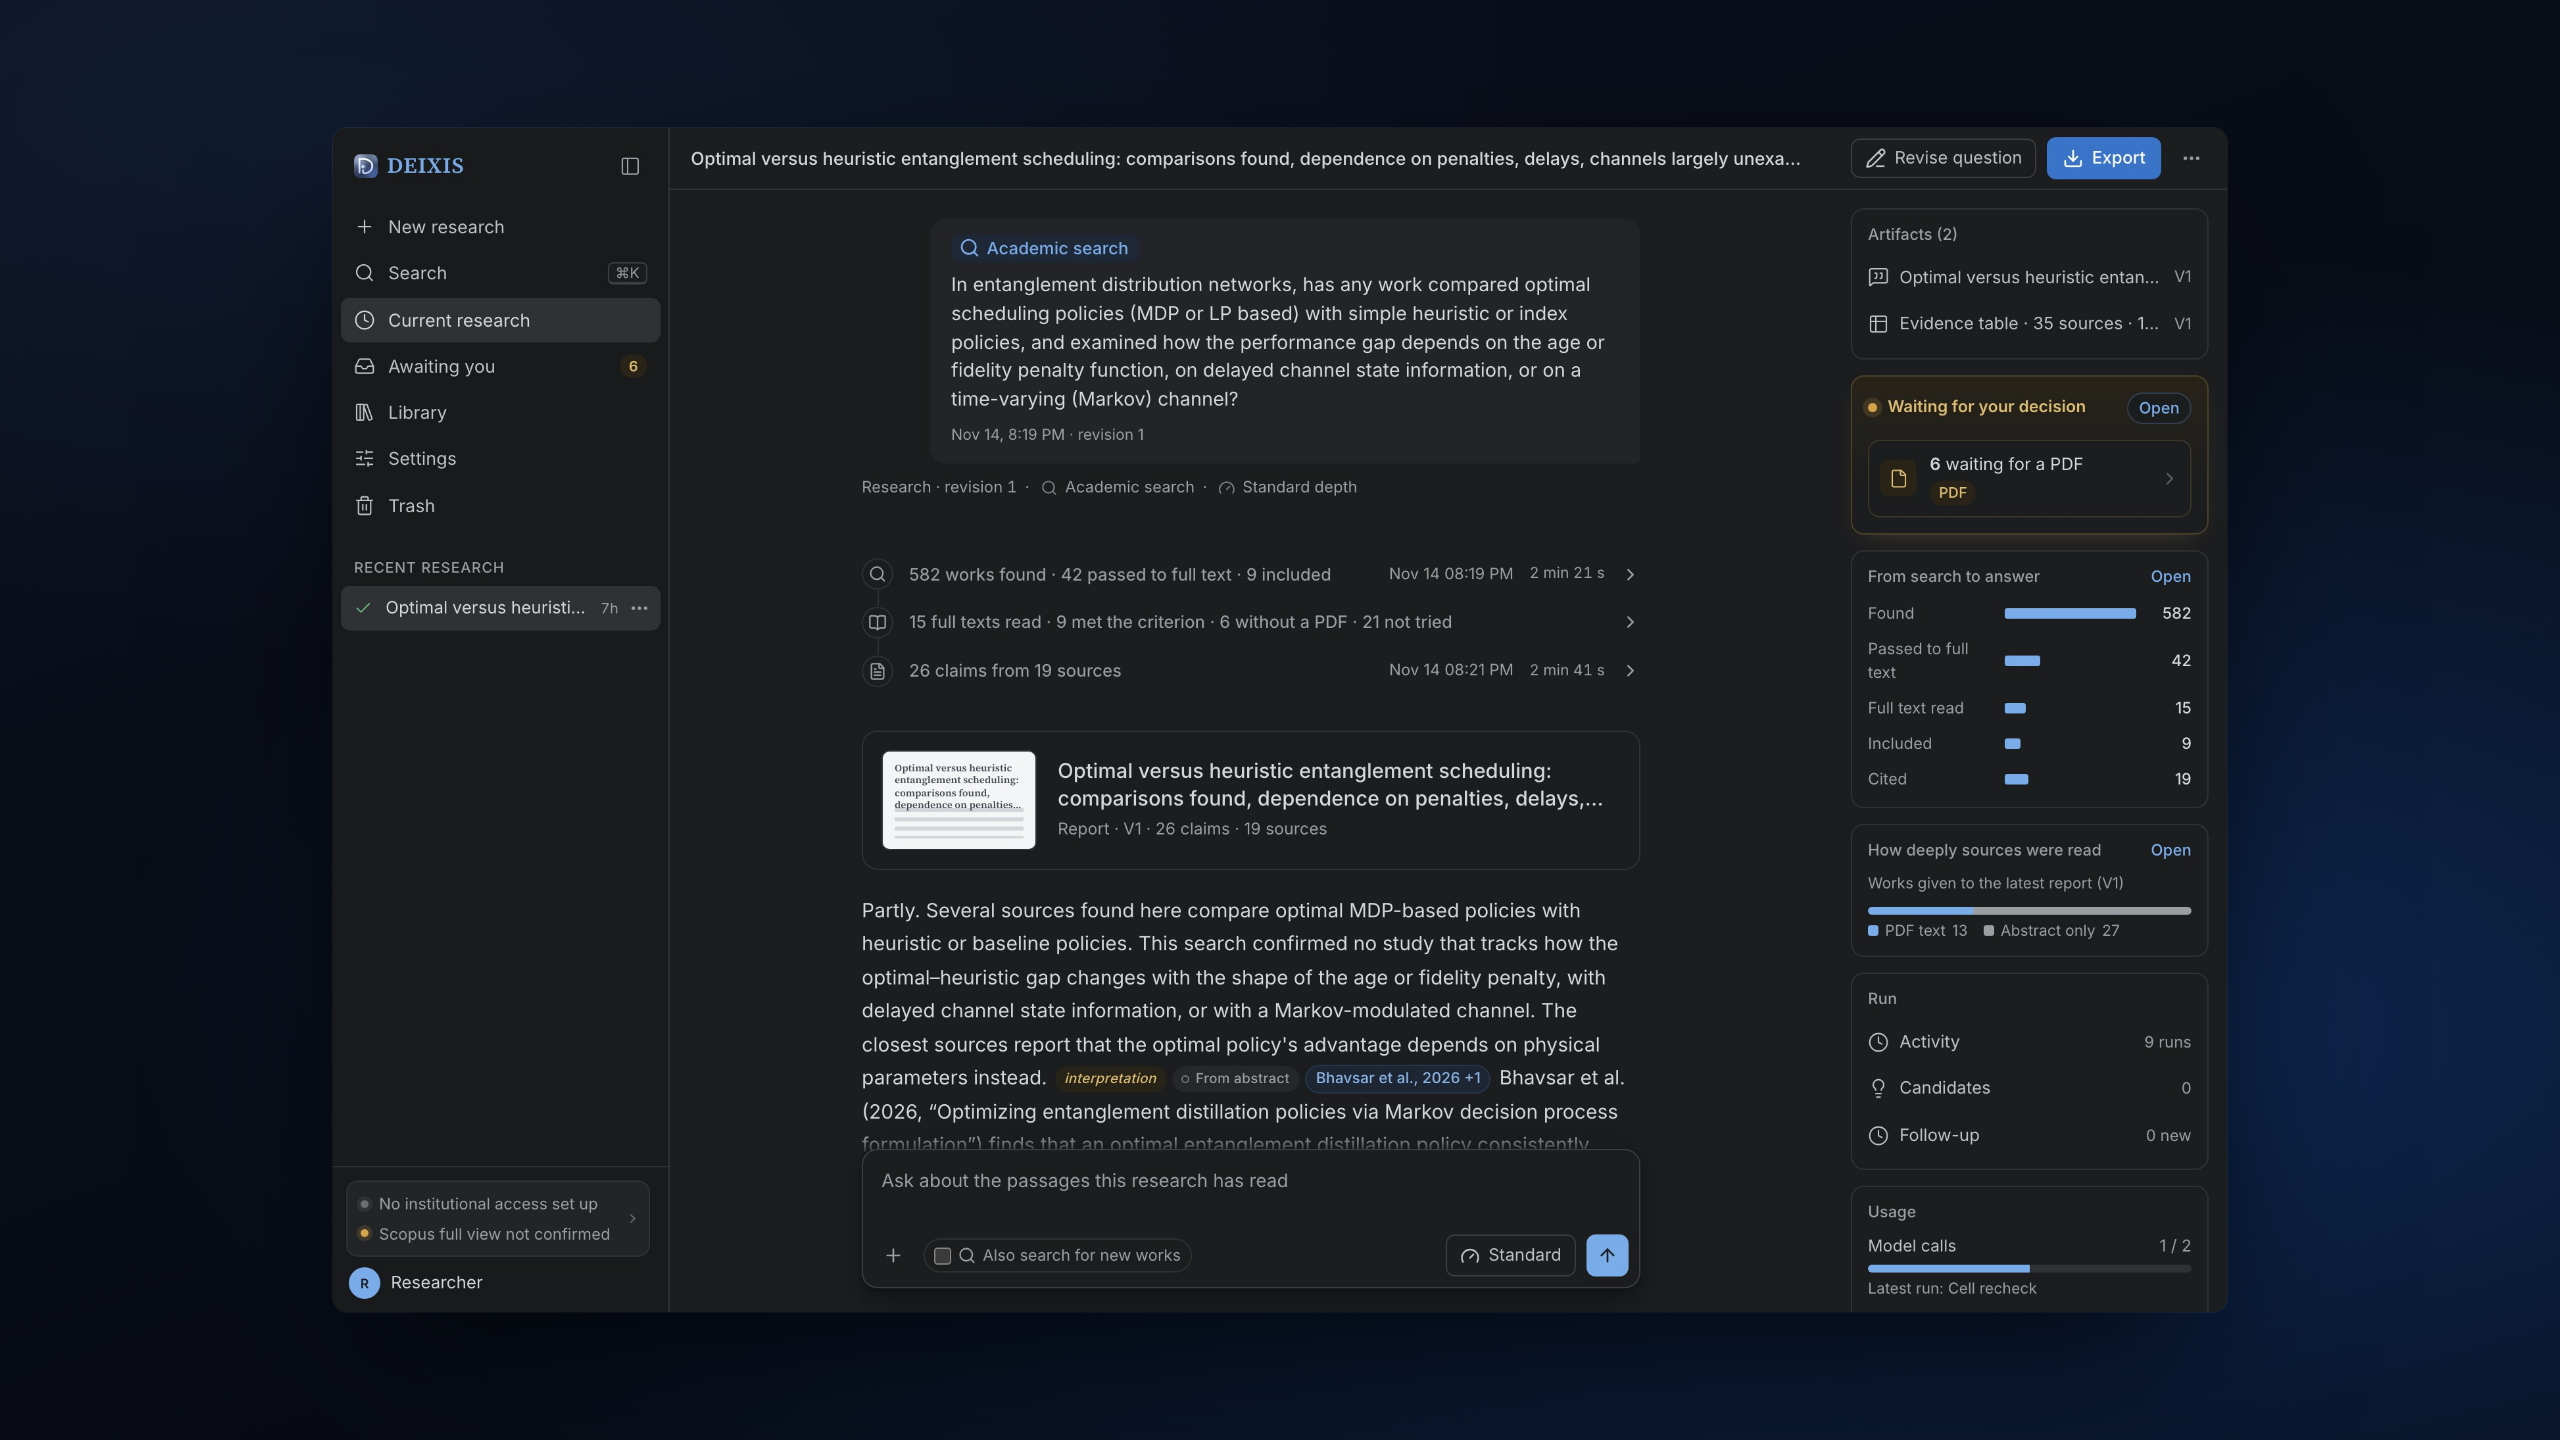 DEIXIS
New research
Search ⌘K
Current research
Awaiting you 6
Library
Settings
Trash
RECENT RESEARCH
Optimal versus heuristi... 7h
No institutional access set up
Scopus full view not confirmed
R Researcher
Optimal versus heuristic entanglement scheduling: comparisons found, dependence on penalties, delays, channels largely unexa...
Revise question
Export
Academic search
In entanglement distribution networks, has any work compared optimal
scheduling policies (MDP or LP based) with simple heuristic or index
policies, and examined how the performance gap depends on the age or
fidelity penalty function, on delayed channel state information, or on a
time-varying (Markov) channel?
Nov 14, 8:19 PM · revision 1
Research · revision 1 · Academic search · Standard depth
582 works found · 42 passed to full text · 9 included Nov 14 08:19 PM 2 min 21 s
15 full texts read · 9 met the criterion · 6 without a PDF · 21 not tried
26 claims from 19 sources Nov 14 08:21 PM 2 min 41 s
Optimal versus heuristic
entanglement scheduling:
comparisons found,
dependence on penalties...
Optimal versus heuristic entanglement scheduling:
comparisons found, dependence on penalties, delays,...
Report · V1 · 26 claims · 19 sources
Partly. Several sources found here compare optimal MDP-based policies with
heuristic or baseline policies. This search confirmed no study that tracks how the
optimal–heuristic gap changes with the shape of the age or fidelity penalty, with
delayed channel state information, or with a Markov-modulated channel. The
closest sources report that the optimal policy's advantage depends on physical
parameters instead. interpretation From abstract Bhavsar et al., 2026 +1 Bhavsar et al.
(2026, “Optimizing entanglement distillation policies via Markov decision process
formulation”) finds that an optimal entanglement distillation policy consistently
Ask about the passages this research has read
Also search for new works
Standard
Artifacts (2)
Optimal versus heuristic entan... V1
Evidence table · 35 sources · 1... V1
Waiting for your decision Open
6 waiting for a PDF
PDF
From search to answer Open
Found 582
Passed to full
text 42
Full text read 15
Included 9
Cited 19
How deeply sources were read Open
Works given to the latest report (V1)
PDF text 13 Abstract only 27
Run
Activity 9 runs
Candidates 0
Follow-up 0 new
Usage
Model calls 1 / 2
Latest run: Cell recheck